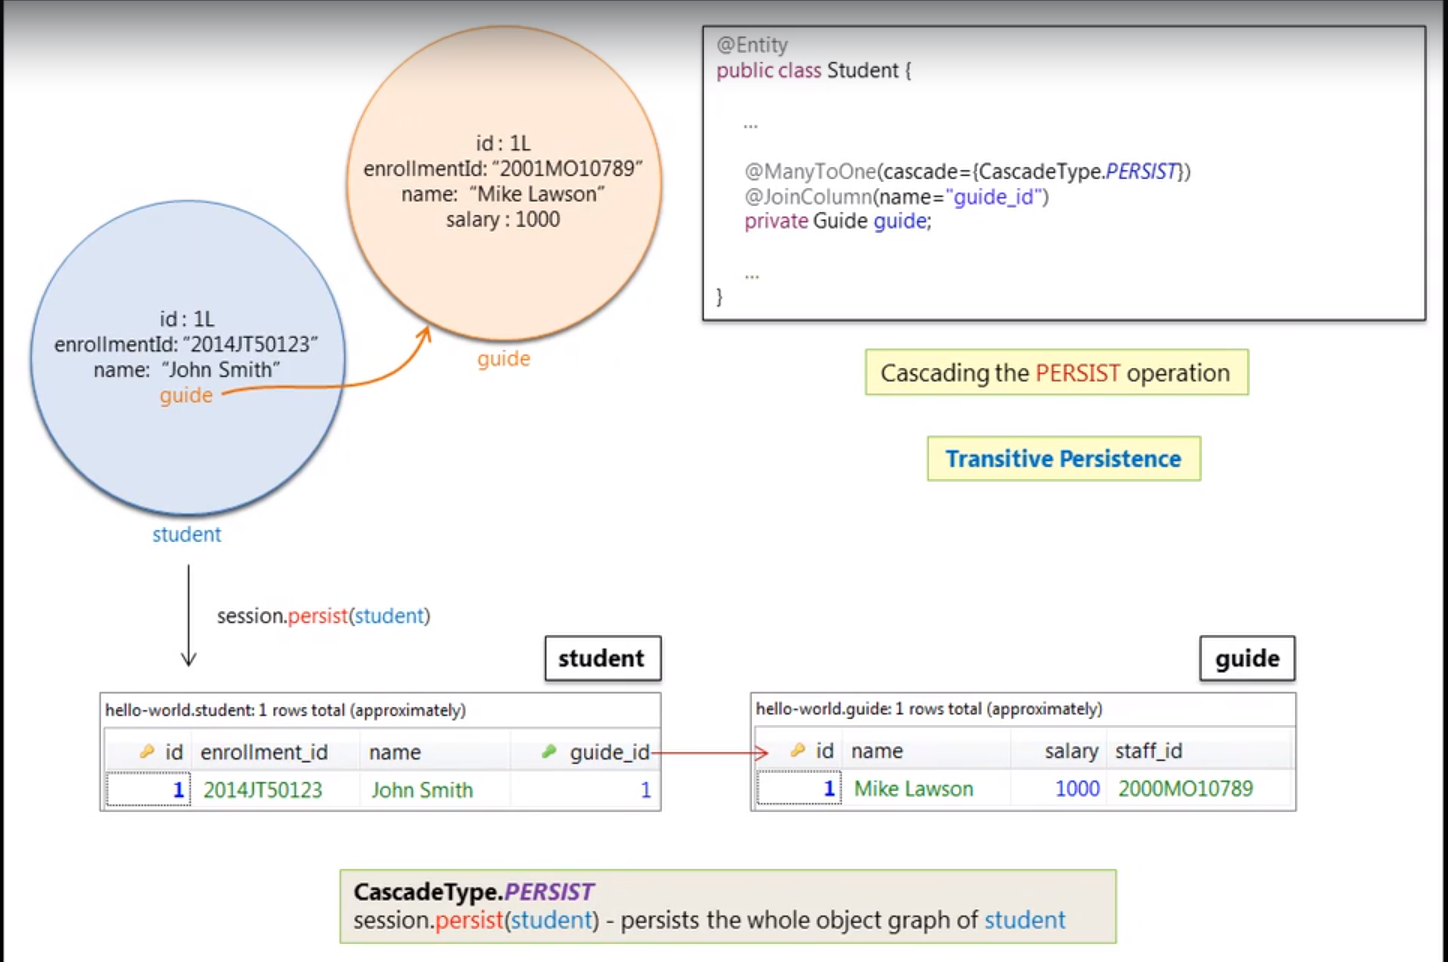 id : 1L
enrollmentId: “2001MO10789”
name: “Mike Lawson”
salary : 1000
guide
id : 1L
enrollmentId: “2014JT50123”
name: “John Smith”
guide
student
session.persist(student)
@Entity
public class Student {
...
@ManyToOne(cascade={CascadeType.PERSIST})
@JoinColumn(name="guide_id")
private Guide guide;
...
}
Cascading the PERSIST operation
Transitive Persistence
student
hello-world.student: 1 rows total (approximately)
id enrollment_id name guide_id
1 2014JT50123 John Smith 1
guide
hello-world.guide: 1 rows total (approximately)
id name salary staff_id
1 Mike Lawson 1000 2000MO10789
CascadeType.PERSIST
session.persist(student) - persists the whole object graph of student